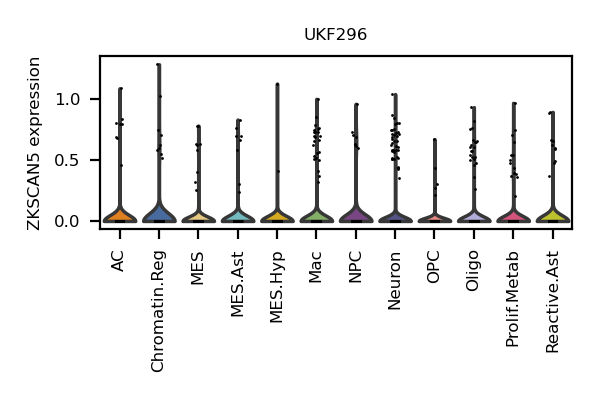 UKF296
ZKSCAN5 expression
1.0
0.5
0.0
AC
Chromatin.Reg
MES
MES.Ast
MES.Hyp
Mac
NPC
Neuron
OPC
Oligo
Prolif.Metab
Reactive.Ast